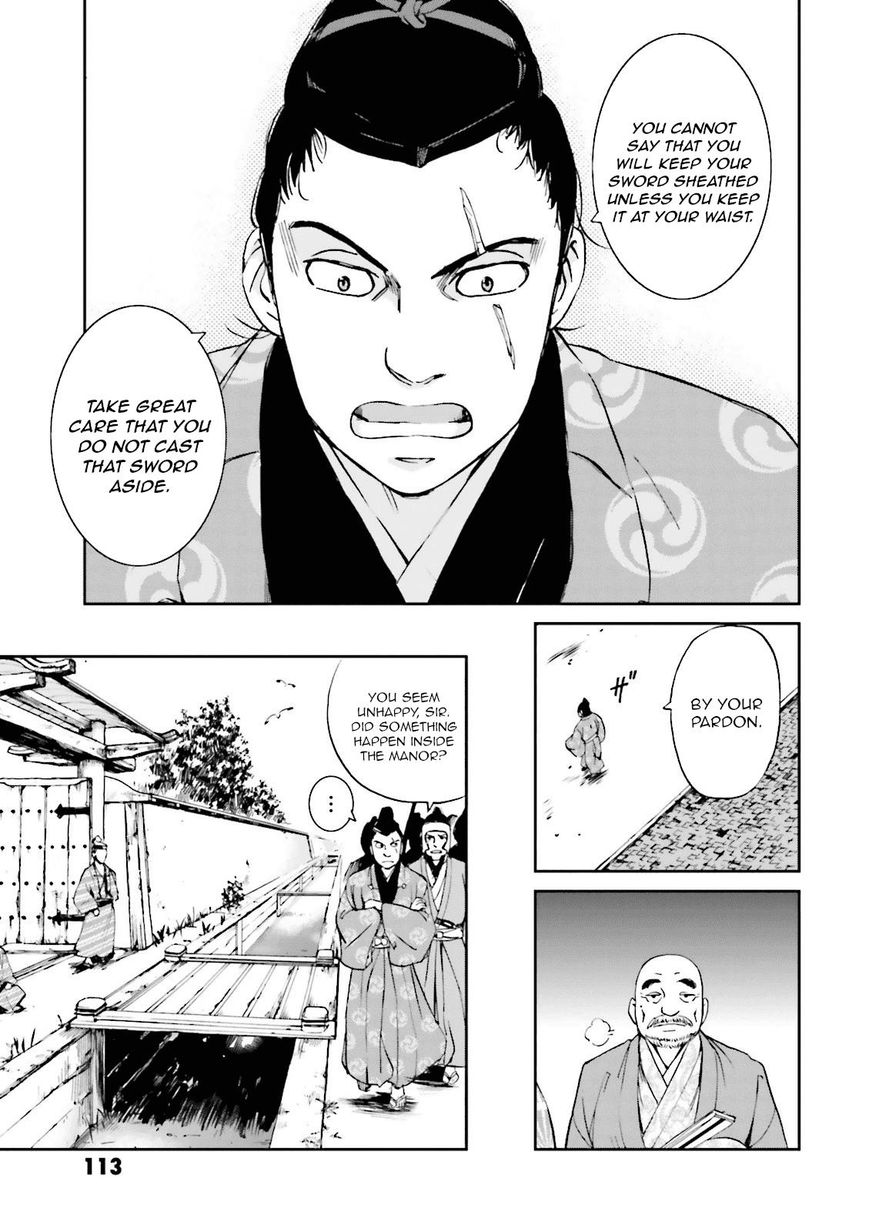 YOU CANNOT
SAY THAT YOU
WILL KEEP YOUR
SWORD SHEATHED
UNLESS YOU KEEP
IT AT YOUR WAIST.
TAKE GREAT
CARE THAT YOU
DO NOT CAST
THAT SWORD
ASIDE.
BY YOUR
PARDON.
YOU SEEM
UNHAPPY, SIR.
DID SOMETHING
HAPPEN INSIDE
THE MANOR?
...
113